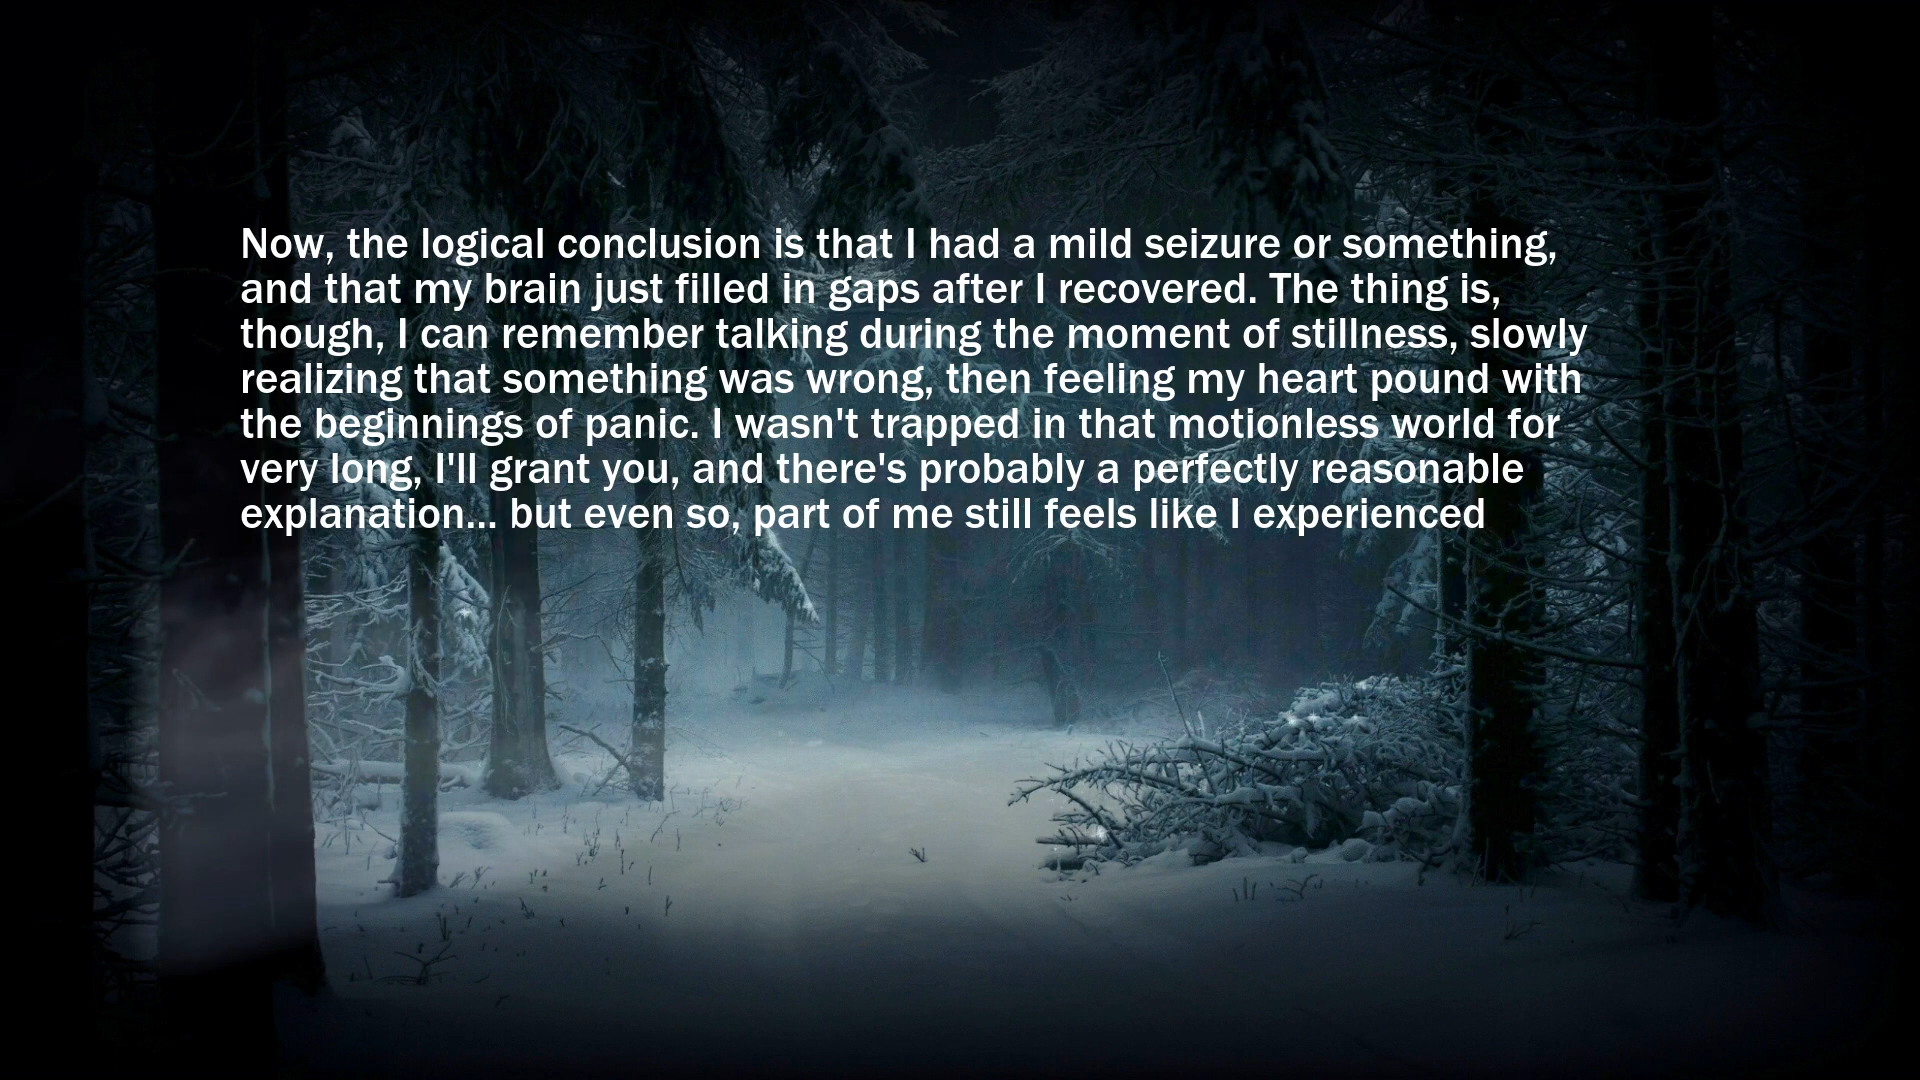 Now, the logical conclusion is that I had a mild seizure or something,
and that my brain just filled in gaps after I recovered. The thing is,
though, I can remember talking during the moment of stillness, slowly
realizing that something was wrong, then feeling my heart pound with
the beginnings of panic. I wasn't trapped in that motionless world for
very long, I'll grant you, and there's probably a perfectly reasonable
explanation... but even so, part of me still feels like I experienced